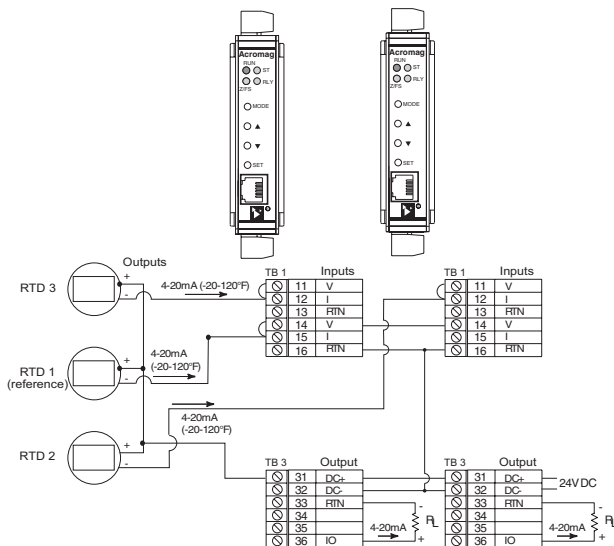 Acromag
RUN
ST
RLY
Z/FS
MODE
SET
Acromag
RUN
ST
RLY
Z/FS
MODE
SET
Outputs
RTD 3
+
-
4-20mA (-20-120°F)
RTD 1
(reference)
+
-
4-20mA
(-20-120°F)
RTD 2
+
-
4-20mA
(-20-120°F)
TB 1 Inputs
11 V
12 I
13 RTN
14 V
15 I
16 RTN
TB 1 Inputs
11 V
12 I
13 RTN
14 V
15 I
16 RTN
TB 3 Output
31 DC+
32 DC-
33 RTN
34
35
36 IO
-
RL
4-20mA
+
TB 3 Output
31 DC+
32 DC-
33 RTN
34
35
36 IO
24V DC
-
RL
4-20mA
+